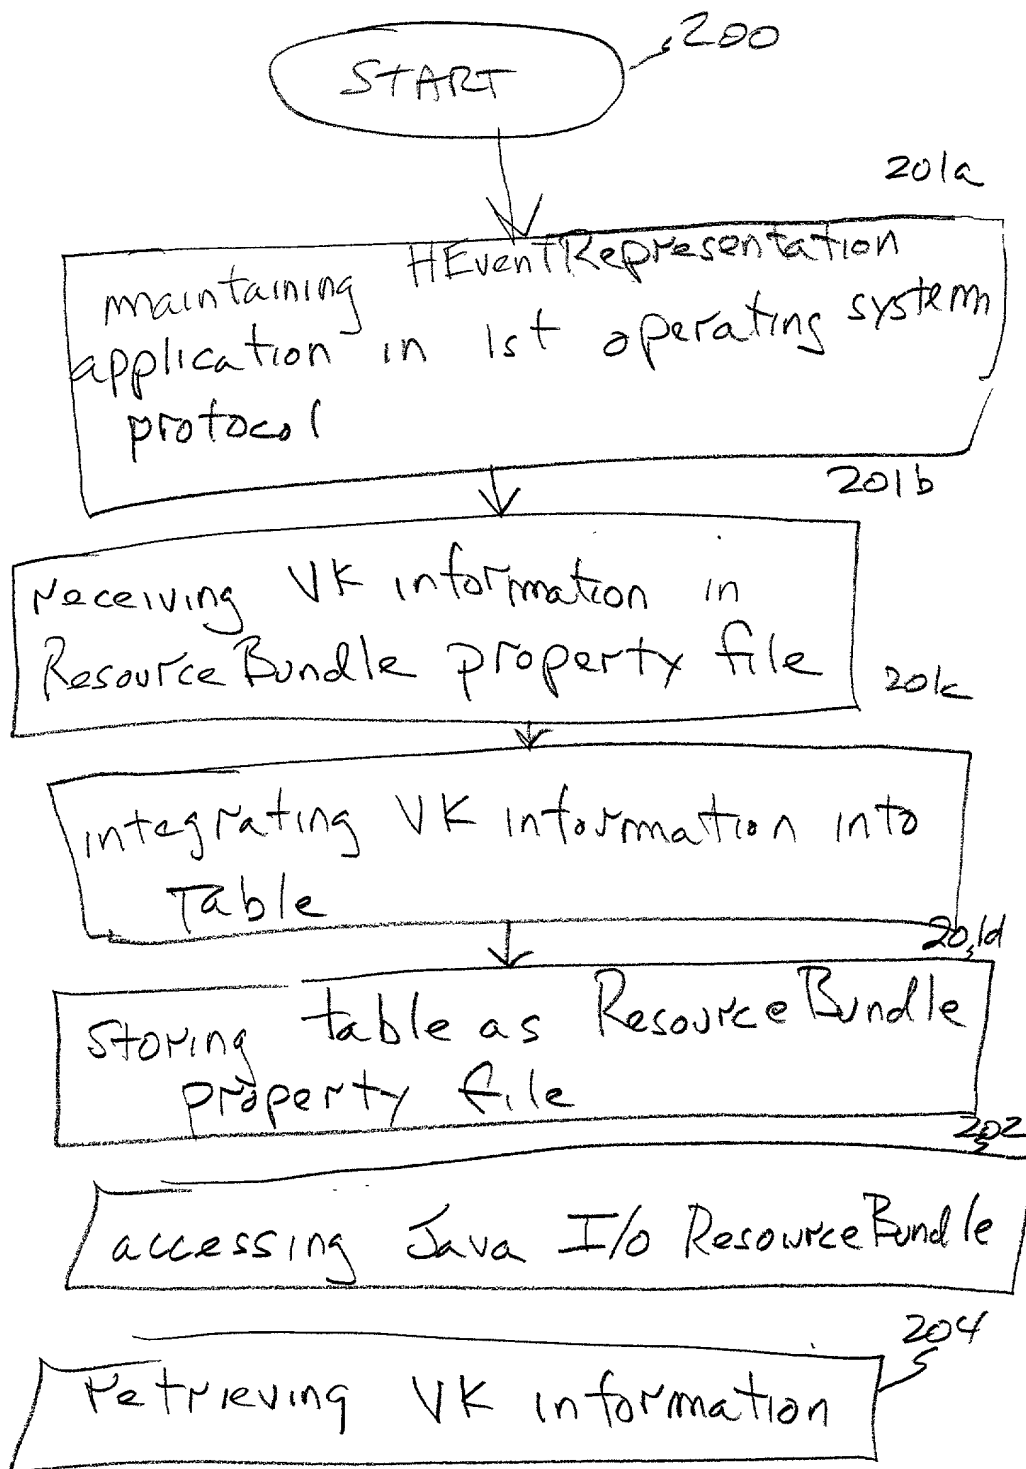 200
START
201a
maintaining HEventRepresentation
application in 1st operating system
protocol
201b
receiving VK information in
ResourceBundle property file
201c
integrating VK information into
Table
201d
storing table as ResourceBundle
property file
202
accessing Java I/O ResourceBundle
204
retrieving VK information